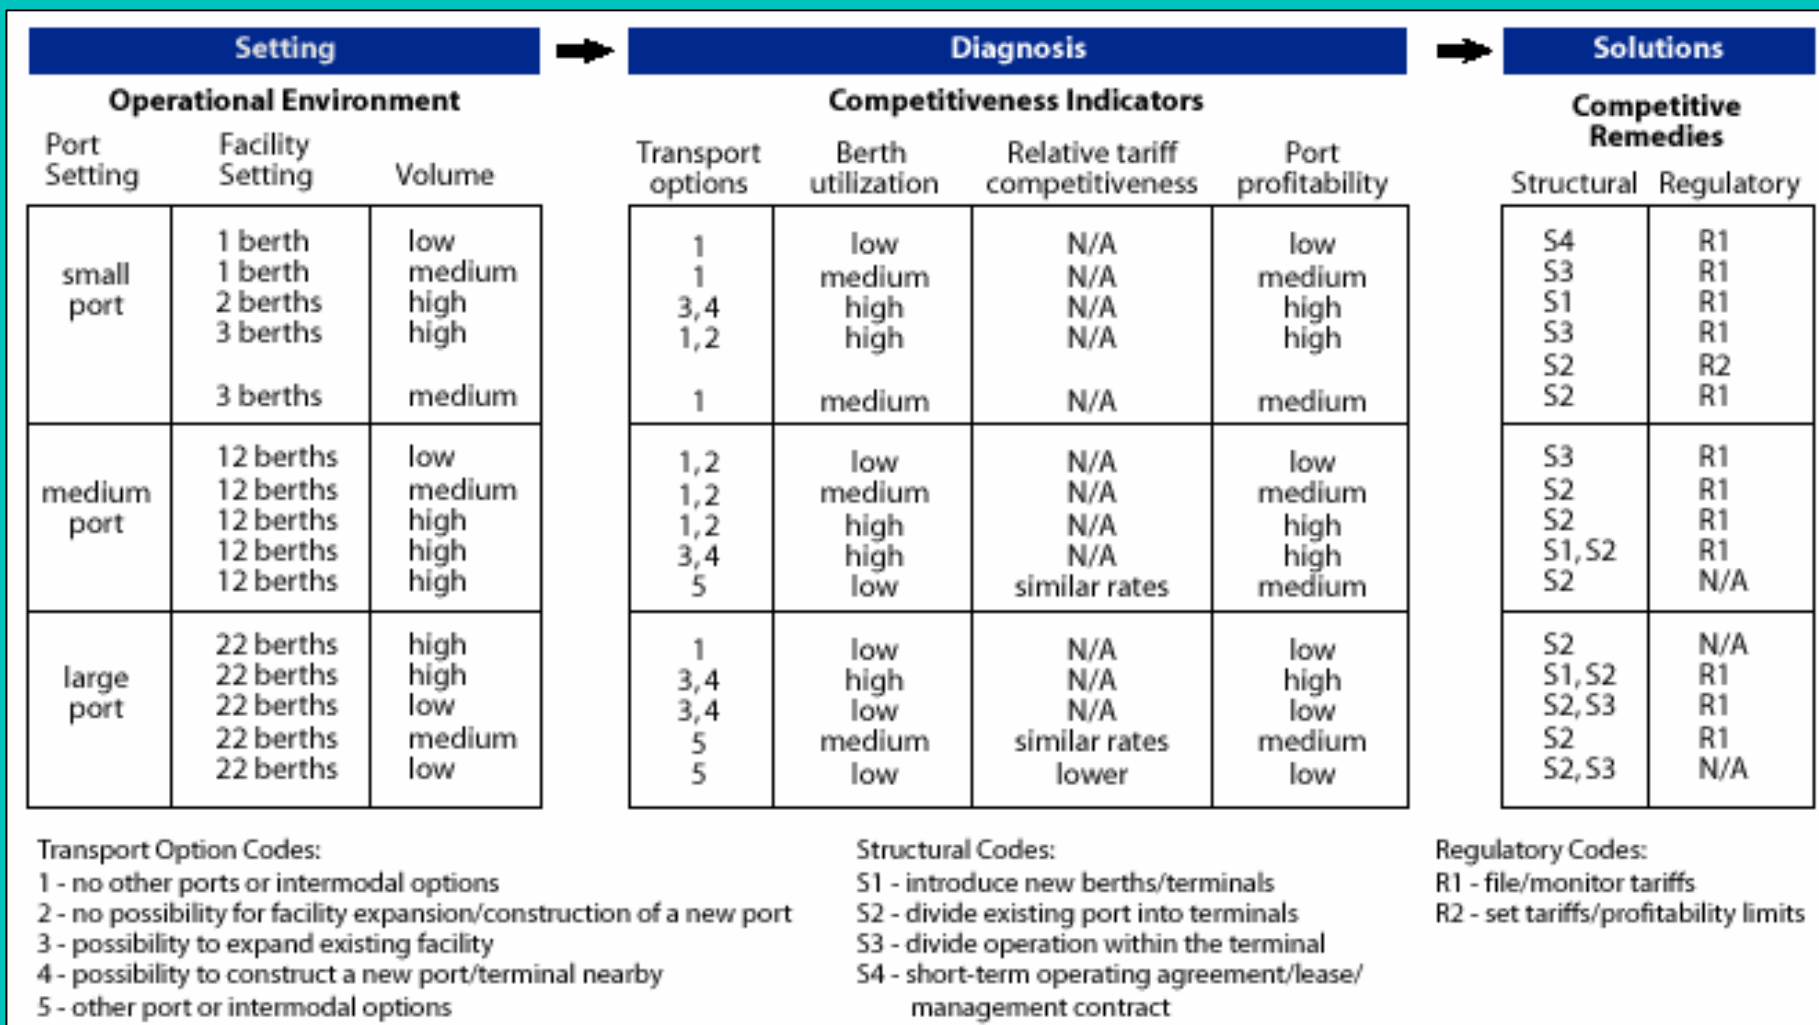 Setting Diagnosis Solutions
Operational Environment Competitiveness Indicators Competitive
Remedies
Port Facility
Setting Setting Volume Transport Berth Relative tariff Port
options utilization competitiveness profitability Structural Regulatory
1 berth low 1 low N/A low S4 R1
small 1 berth medium 1 medium N/A medium S3 R1
port 2 berths high 3,4 high N/A high S1 R1
3 berths high 1,2 high N/A high S3 R1
S2 R2
3 berths medium 1 medium N/A medium S2 R1
12 berths low 1,2 low N/A low S3 R1
medium 12 berths medium 1,2 medium N/A medium S2 R1
port 12 berths high 1,2 high N/A high S2 R1
12 berths high 3,4 high N/A high S1, S2 R1
12 berths high 5 low similar rates medium S2 N/A
22 berths high 1 low N/A low S2 N/A
large 22 berths high 3,4 high N/A high S1, S2 R1
port 22 berths low 3,4 low N/A low S2, S3 R1
22 berths medium 5 medium similar rates medium S2 R1
22 berths low 5 low lower low S2, S3 N/A
Transport Option Codes:
1 - no other ports or intermodal options
2 - no possibility for facility expansion/construction of a new port
3 - possibility to expand existing facility
4 - possibility to construct a new port/terminal nearby
5 - other port or intermodal options
Structural Codes:
S1 - introduce new berths/terminals
S2 - divide existing port into terminals
S3 - divide operation within the terminal
S4 - short-term operating agreement/lease/
management contract
Regulatory Codes:
R1 - file/monitor tariffs
R2 - set tariffs/profitability limits